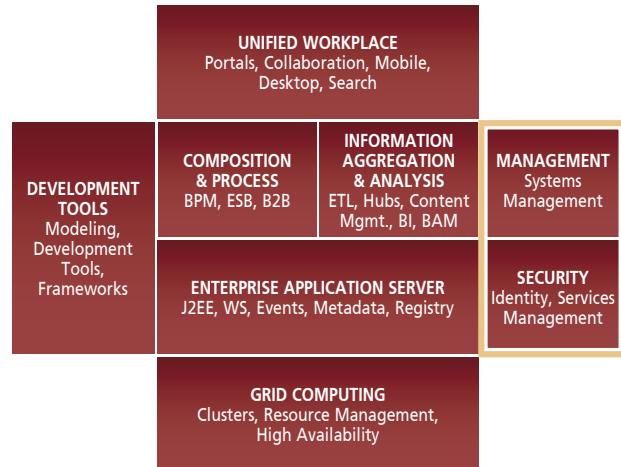 UNIFIED WORKPLACE
Portals, Collaboration, Mobile,
Desktop, Search
DEVELOPMENT
TOOLS
Modeling,
Development
Tools,
Frameworks
COMPOSITION
& PROCESS
BPM, ESB, B2B
INFORMATION
AGGREGATION
& ANALYSIS
ETL, Hubs, Content
Mgmt., BI, BAM
MANAGEMENT
Systems
Management
ENTERPRISE APPLICATION SERVER
J2EE, WS, Events, Metadata, Registry
SECURITY
Identity, Services
Management
GRID COMPUTING
Clusters, Resource Management,
High Availability